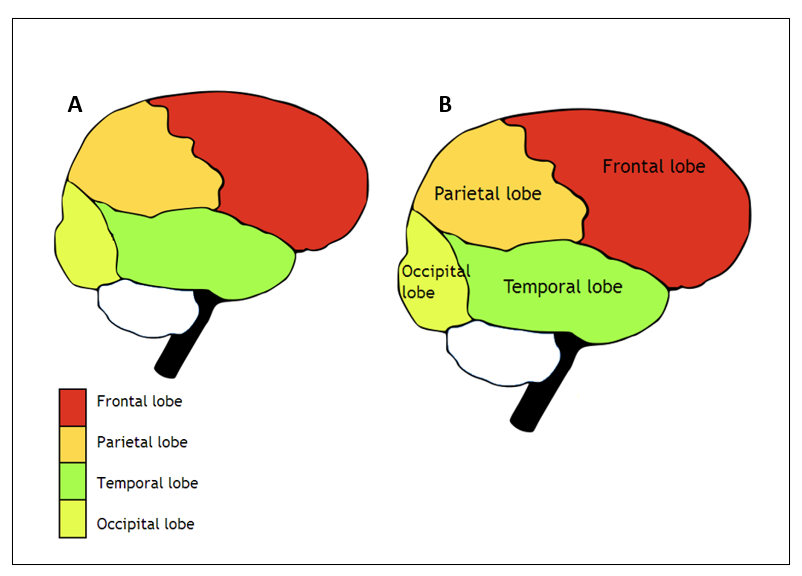 A
B
Frontal lobe
Parietal lobe
Occipital
lobe
Temporal lobe
Frontal lobe
Parietal lobe
Temporal lobe
Occipital lobe